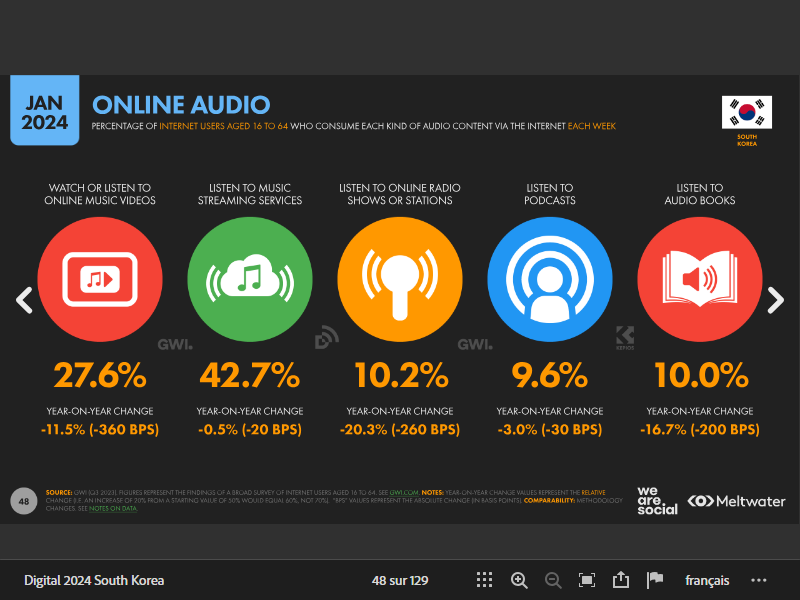 JAN
2024
ONLINE AUDIO
PERCENTAGE OF INTERNET USERS AGED 16 TO 64 WHO CONSUME EACH KIND OF AUDIO CONTENT VIA THE INTERNET EACH WEEK
SOUTH
KOREA
WATCH OR LISTEN TO
ONLINE MUSIC VIDEOS
LISTEN TO MUSIC
STREAMING SERVICES
LISTEN TO ONLINE RADIO
SHOWS OR STATIONS
LISTEN TO
PODCASTS
LISTEN TO
AUDIO BOOKS
GWI.
GWI.
KEPIOS
27.6%
42.7%
10.2%
9.6%
10.0%
YEAR-ON-YEAR CHANGE
-11.5% (-360 BPS)
YEAR-ON-YEAR CHANGE
-0.5% (-20 BPS)
YEAR-ON-YEAR CHANGE
-20.3% (-260 BPS)
YEAR-ON-YEAR CHANGE
-3.0% (-30 BPS)
YEAR-ON-YEAR CHANGE
-16.7% (-200 BPS)
48
SOURCE: GWI (Q3 2023). FIGURES REPRESENT THE FINDINGS OF A BROAD SURVEY OF INTERNET USERS AGED 16 TO 64. SEE GWI.COM. NOTES: YEAR-ON-YEAR CHANGE VALUES REPRESENT THE RELATIVE
CHANGE (I.E. AN INCREASE OF 20% FROM A STARTING VALUE OF 50% WOULD EQUAL 60%, NOT 70%). "BPS" VALUES REPRESENT THE ABSOLUTE CHANGE (IN BASIS POINTS). COMPARABILITY: METHODOLOGY
CHANGES. SEE NOTES ON DATA.
we
are.
social
Meltwater
Digital 2024 South Korea
48 sur 129
français